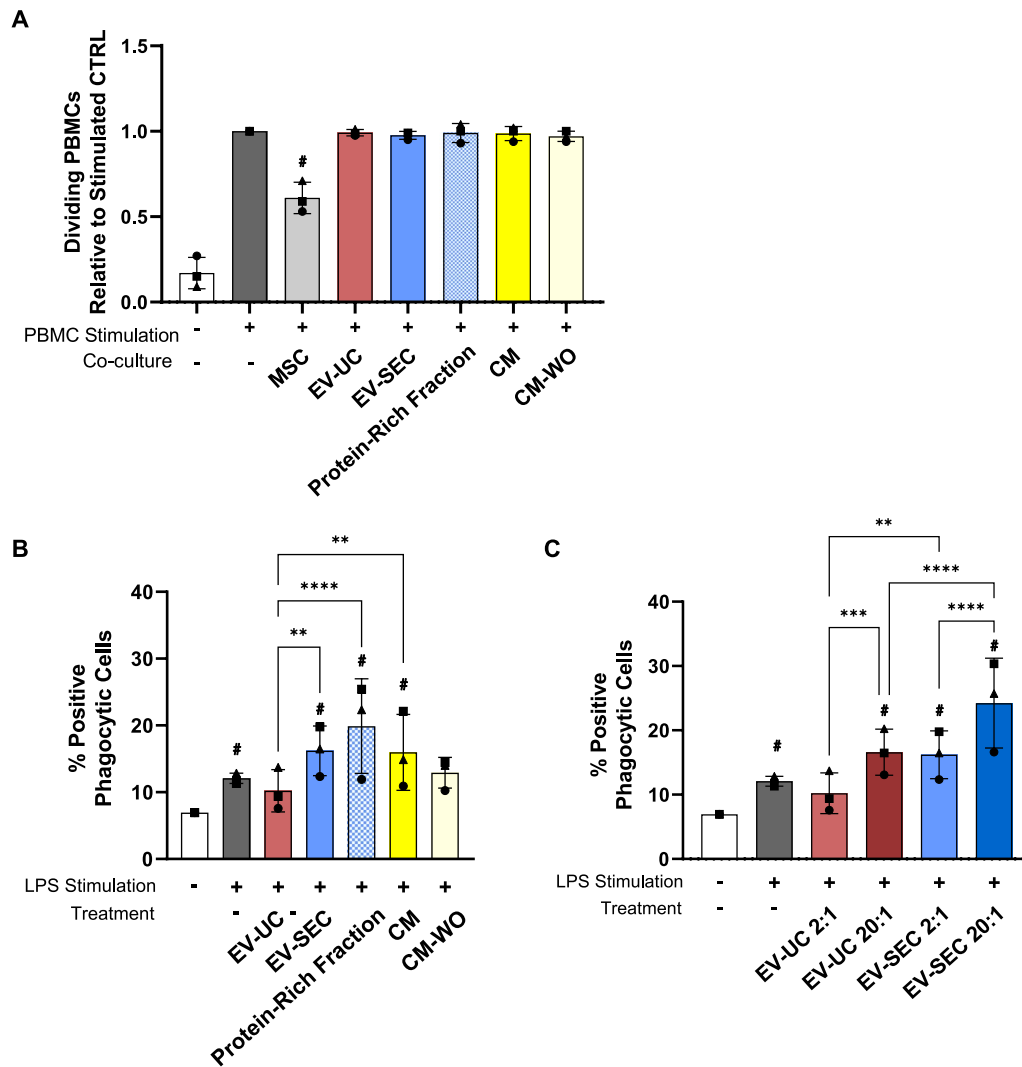 A
Dividing PBMCs
Relative to Stimulated CTRL
1.5
1.0
0.5
0.0
#
PBMC Stimulation - + + + + + + +
Co-culture - - MSC EV-UC EV-SEC Protein-Rich Fraction CM CM-WO
B
% Positive
Phagocytic Cells
40
30
20
10
0
**
****
**
# # # #
LPS Stimulation - + + + + + +
Treatment - - EV-UC EV-SEC Protein-Rich Fraction CM CM-WO
C
% Positive
Phagocytic Cells
40
30
20
10
0
**
****
***
****
# # # #
LPS Stimulation - + + + + +
Treatment - - EV-UC 2:1 EV-UC 20:1 EV-SEC 2:1 EV-SEC 20:1